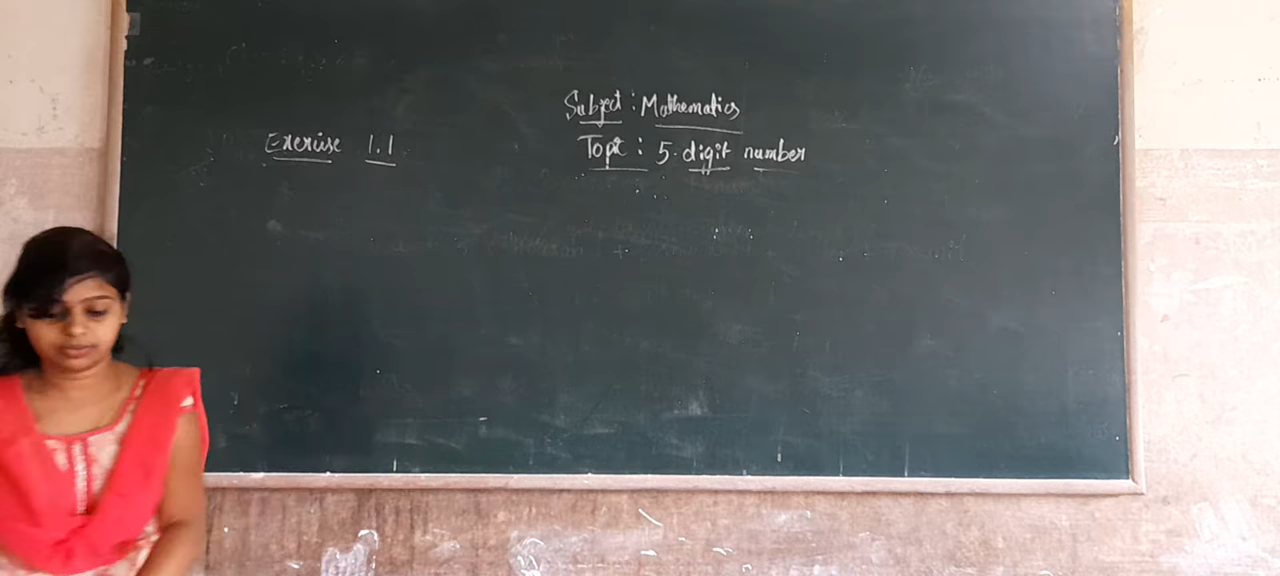 Subject : Mathematics
Exercise 1.1
Topic : 5-digit number